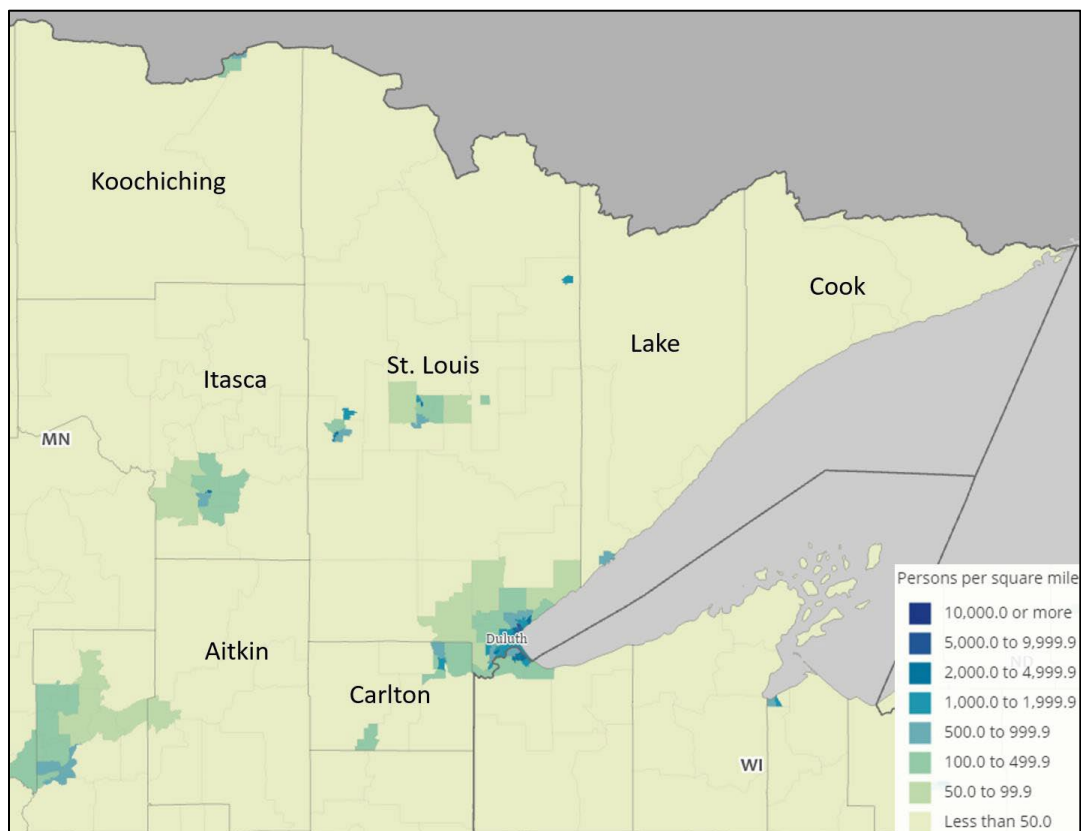 Koochiching
Cook
Lake
St. Louis
Itasca
MN
Duluth
Aitkin
Carlton
WI
Persons per square mile
10,000.0 or more
5,000.0 to 9,999.9
2,000.0 to 4,999.9
1,000.0 to 1,999.9
500.0 to 999.9
100.0 to 499.9
50.0 to 99.9
Less than 50.0